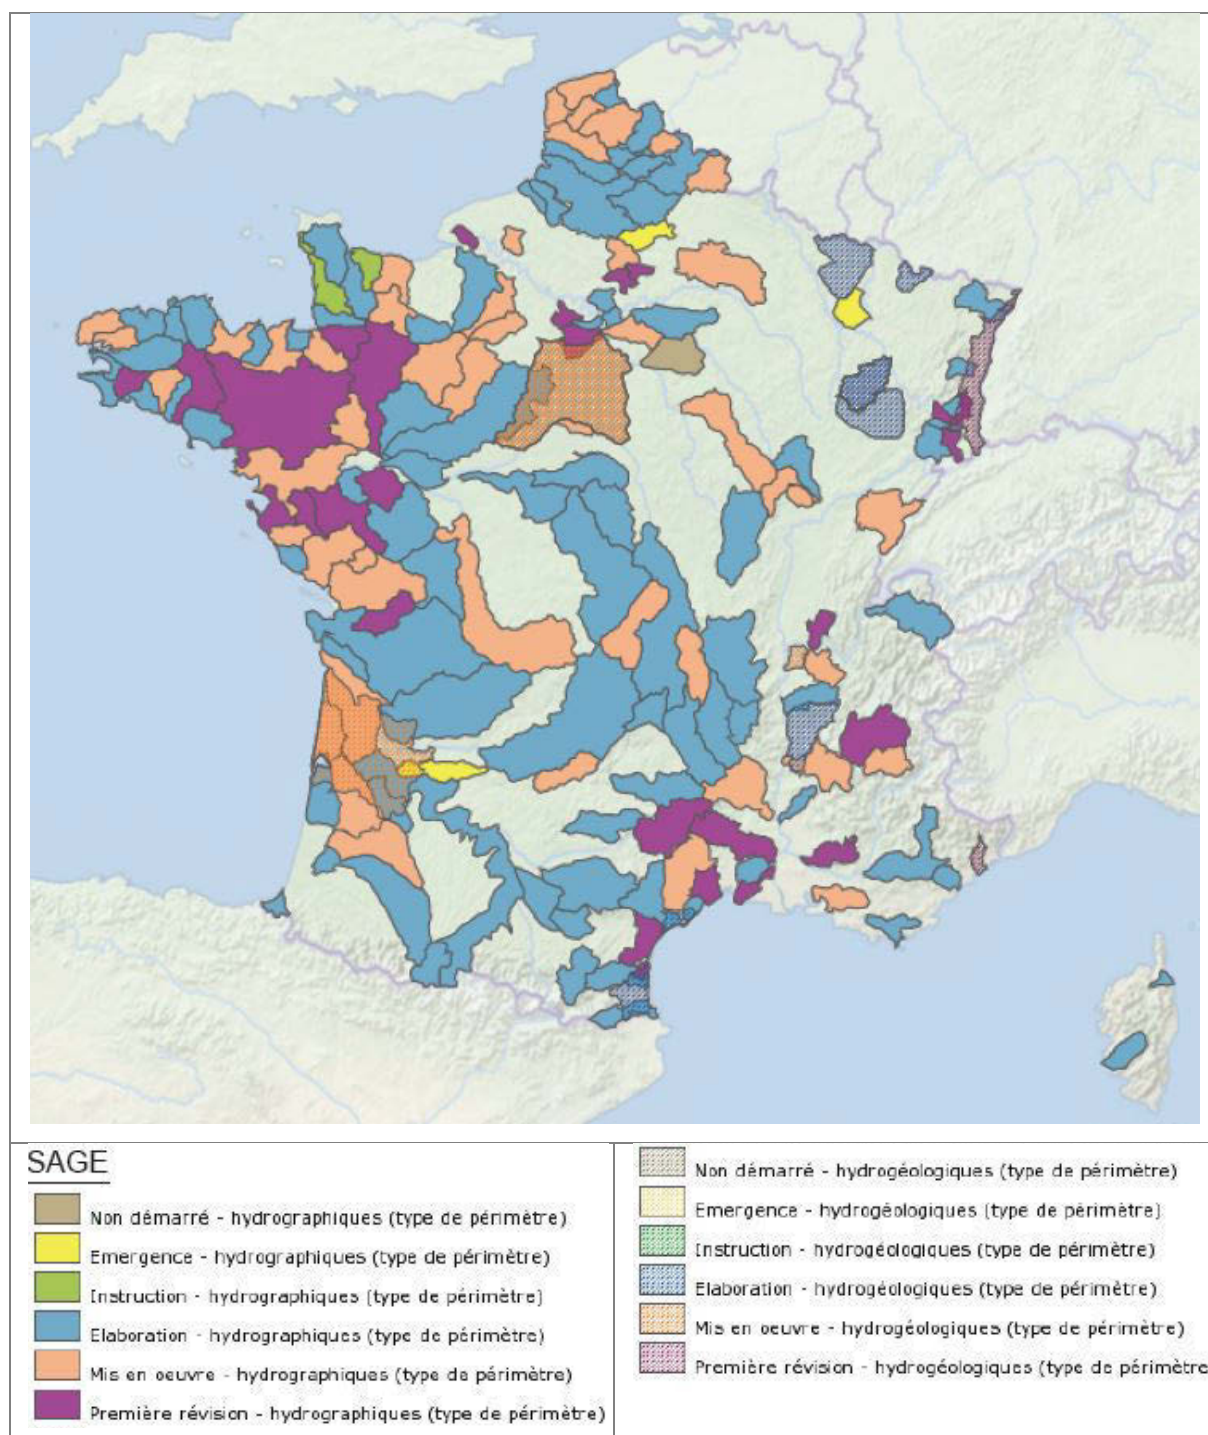 SAGE
Non démarré - hydrographiques (type de périmètre)
Emergence - hydrographiques (type de périmètre)
Instruction - hydrographiques (type de périmètre)
Elaboration - hydrographiques (type de périmètre)
Mis en oeuvre - hydrographiques (type de périmètre)
Première révision - hydrographiques (type de périmètre)
Non démarré - hydrogéologiques (type de périmètre)
Emergence - hydrogéologiques (type de périmètre)
Instruction - hydrogéologiques (type de périmètre)
Elaboration - hydrogéologiques (type de périmètre)
Mis en oeuvre - hydrogéologiques (type de périmètre)
Première révision - hydrogéologiques (type de périmètre